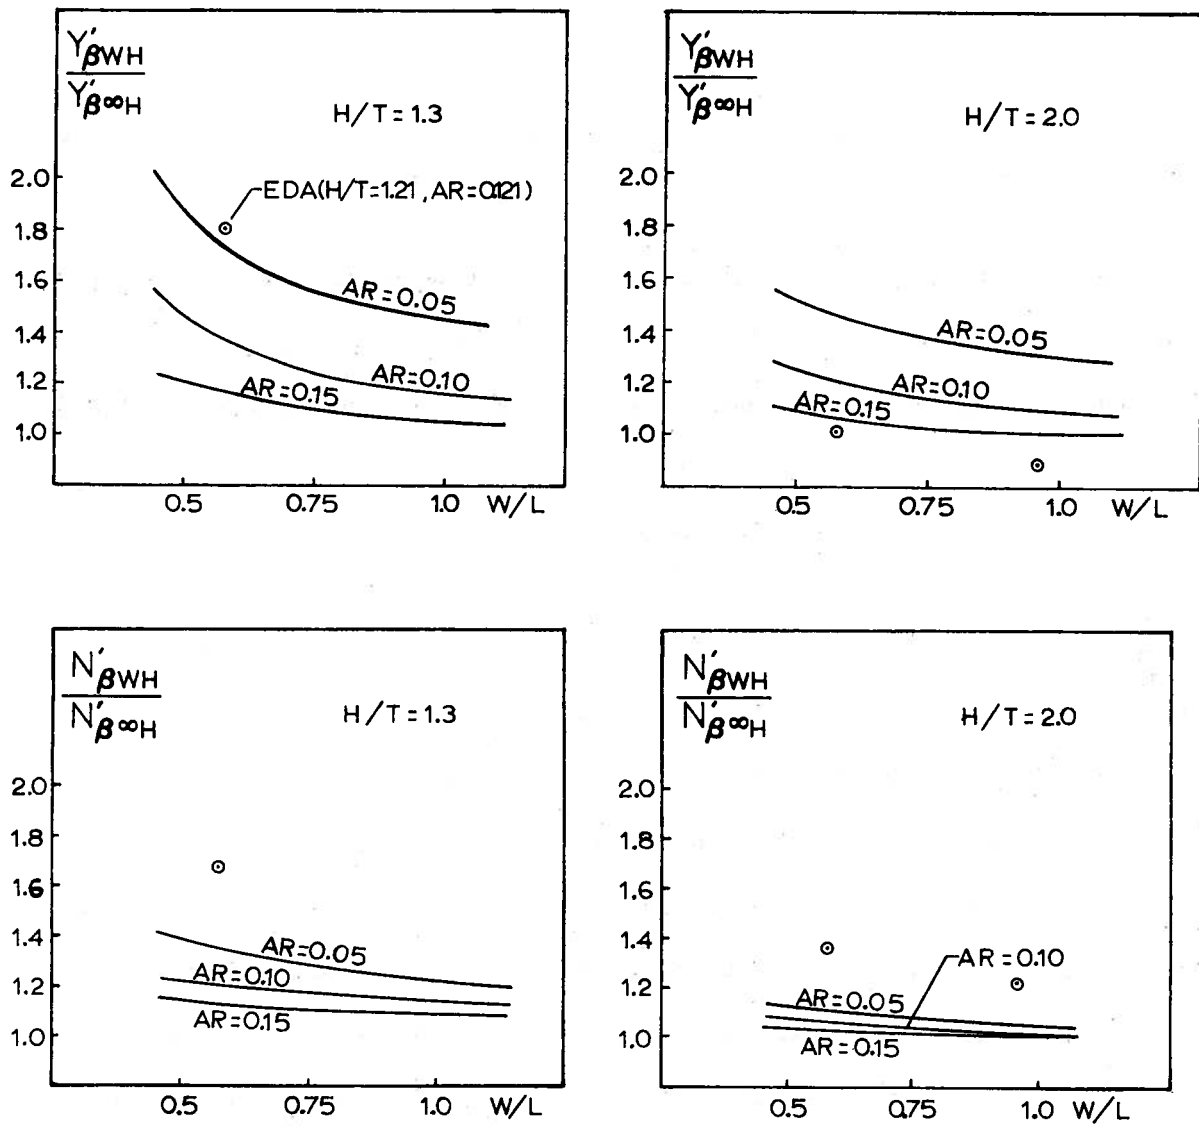 Y′βWH
Y′β∞H
H/T=1.3
2.0
1.8
1.6
1.4
1.2
1.0
EDA(H/T=1.21, AR=0.121)
AR=0.05
AR=0.10
AR=0.15
0.5 0.75 1.0 W/L
Y′βWH
Y′β∞H
H/T=2.0
2.0
1.8
1.6
1.4
1.2
1.0
AR=0.05
AR=0.10
AR=0.15
0.5 0.75 1.0 W/L
N′βWH
N′β∞H
H/T=1.3
2.0
1.8
1.6
1.4
1.2
1.0
AR=0.05
AR=0.10
AR=0.15
0.5 0.75 1.0 W/L
N′βWH
N′β∞H
H/T=2.0
2.0
1.8
1.6
1.4
1.2
1.0
AR=0.10
AR=0.05
AR=0.15
0.5 0.75 1.0 W/L